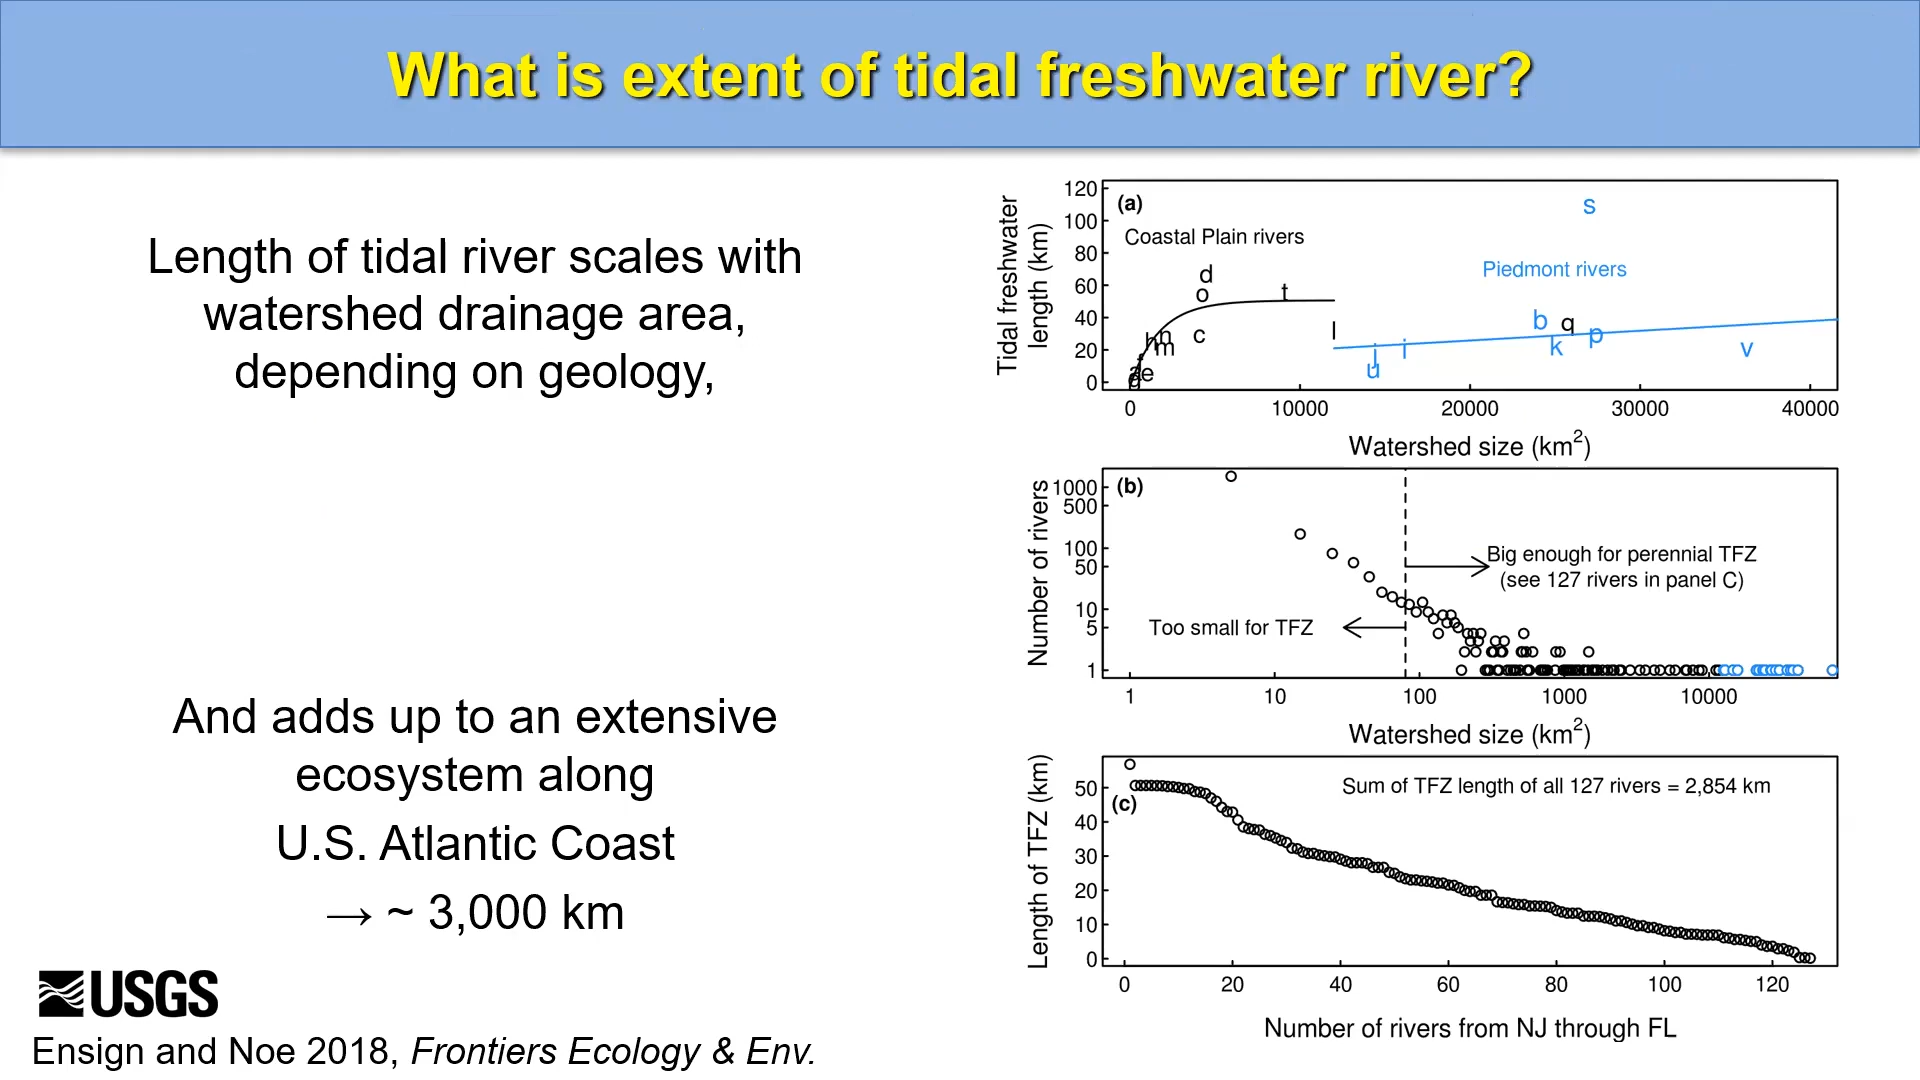 What is extent of tidal freshwater river?
Length of tidal river scales with
watershed drainage area,
depending on geology,
And adds up to an extensive
ecosystem along
U.S. Atlantic Coast
→ ~ 3,000 km
USGS
Ensign and Noe 2018, Frontiers Ecology & Env.
Tidal freshwater
length (km)
120
100
80
60
40
20
0
(a)
Coastal Plain rivers
Piedmont rivers
s
d
o
t
l
c
n
h
m
e
b
q
p
k
i
j
u
v
0 10000 20000 30000 40000
Watershed size (km2)
Number of rivers
1000
500
100
50
10
5
1
(b)
Big enough for perennial TFZ
(see 127 rivers in panel C)
Too small for TFZ
1 10 100 1000 10000
Watershed size (km2)
Length of TFZ (km)
50
40
30
20
10
0
(c)
Sum of TFZ length of all 127 rivers = 2,854 km
0 20 40 60 80 100 120
Number of rivers from NJ through FL